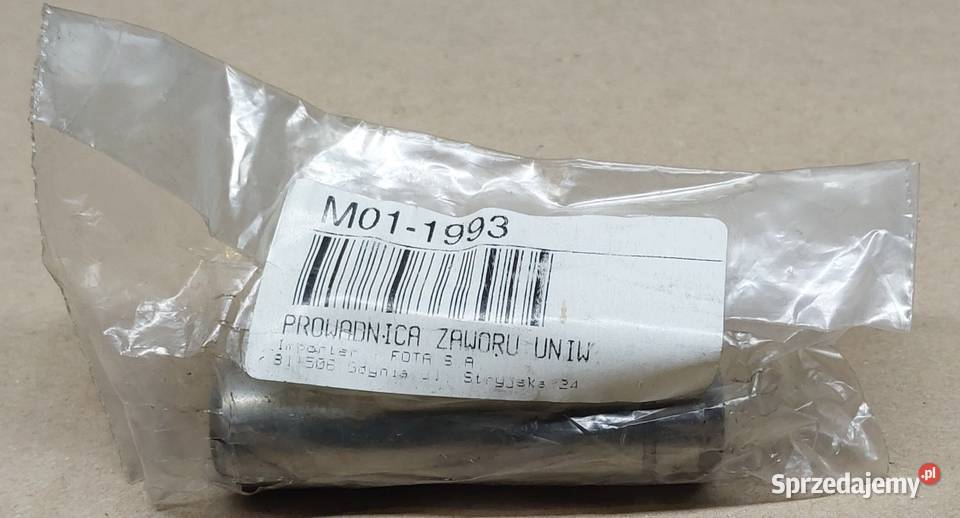 M01-1993
PROWADNICA ZAWORU UNIW
Importer FOTA S A
81-506 Gdynia ul. Stryjska 24
Sprzedajemy.pl